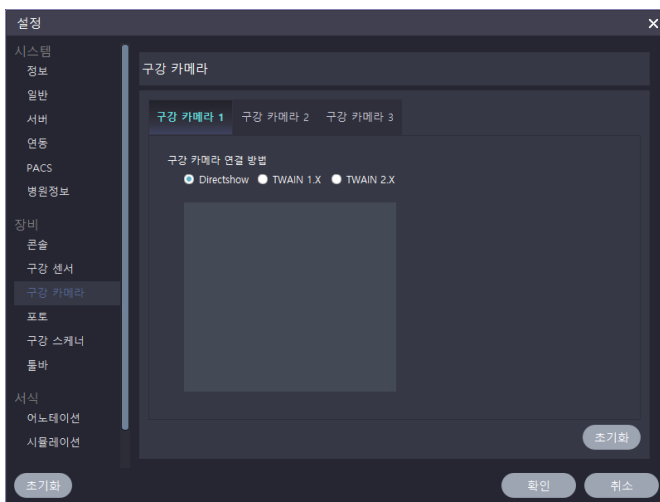 설정
시스템
정보
일반
서버
연동
PACS
병원정보
장비
콘솔
구강 센서
구강 카메라
포토
구강 스케너
툴바
서식
어노테이션
시뮬레이션
초기화
구강 카메라
구강 카메라 1 구강 카메라 2 구강 카메라 3
구강 카메라 연결 방법
Directshow TWAIN 1.X TWAIN 2.X
초기화
확인 취소